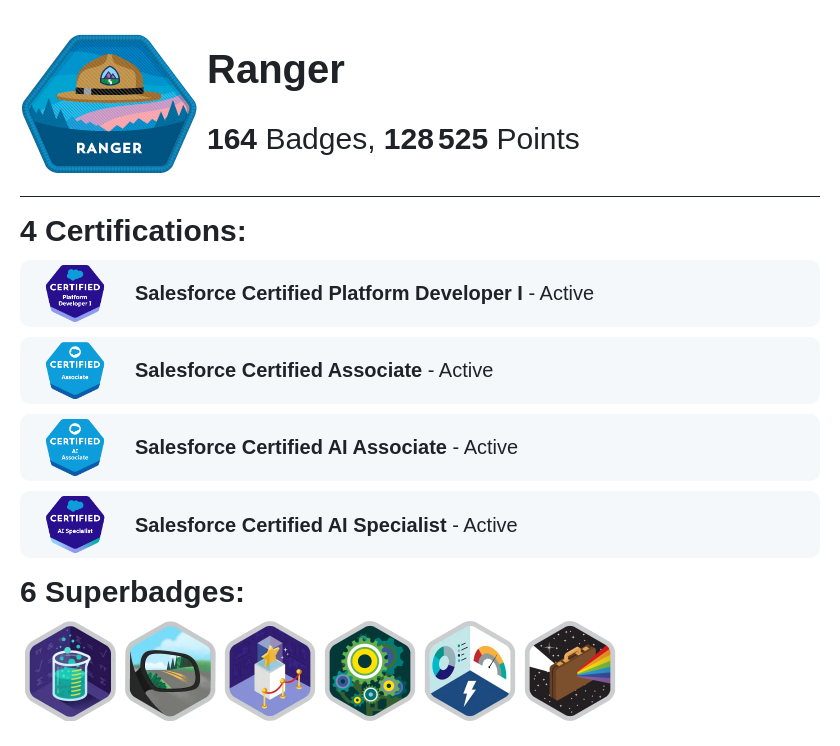 Ranger
RANGER
164 Badges, 128 525 Points
4 Certifications:
CERTIFIED
Platform
Developer I
Salesforce Certified Platform Developer I - Active
CERTIFIED
Associate
Salesforce Certified Associate - Active
CERTIFIED
AI
Associate
Salesforce Certified AI Associate - Active
CERTIFIED
AI Specialist
Salesforce Certified AI Specialist - Active
6 Superbadges: